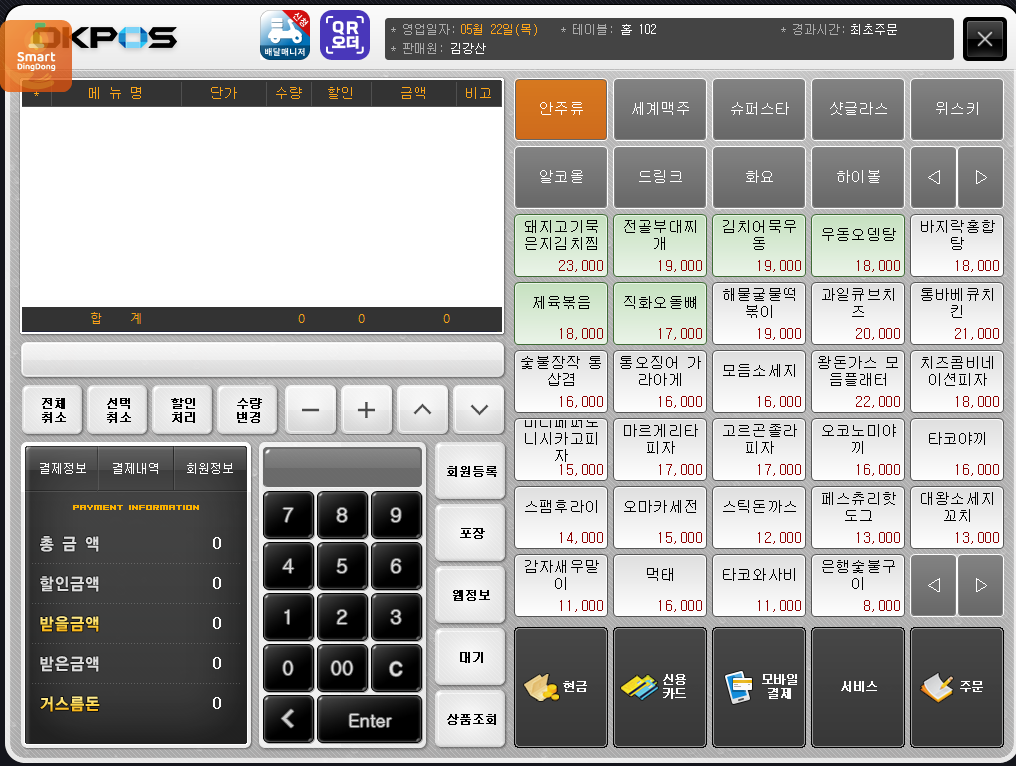 OKPOS
Smart
DingDong
신청
배달매니저
QR
오더
* 영업일자: 05월 22일(목) * 테이블: 홀 102 * 경과시간: 최초주문
* 판매원: 김강산
* 메 뉴 명 단가 수량 할인 금액 비고
합 계 0 0 0
전체
취소
선택
취소
할인
처리
수량
변경
결제정보 결제내역 회원정보
PAYMENT INFORMATION
총 금 액 0
할인금액 0
받을금액 0
받은금액 0
거스름돈 0
7 8 9
4 5 6
1 2 3
0 00 C
Enter
회원등록
포장
웹정보
대기
상품조회
안주류 세계맥주 슈퍼스타 샷글라스 위스키
알코올 드링크 화요 하이볼
돼지고기묵
은지김치찜
23,000
전골부대찌
개
19,000
김치어묵우
동
19,000
우동오뎅탕
18,000
바지락홍합
탕
18,000
제육볶음
18,000
직화오돌뼈
17,000
해물굴물떡
볶이
19,000
과일큐브치
즈
20,000
통바베큐치
킨
21,000
숯불장작 통
삼겹
16,000
통오징어 가
라아게
16,000
모듬소세지
16,000
왕돈가스 모
듬플래터
22,000
치즈콤비네
이션피자
18,000
니시카고피
자
15,000
마르게리타
피자
17,000
고르곤졸라
피자
17,000
오코노미야
끼
16,000
타코야끼
16,000
스팸후라이
14,000
오마카세전
15,000
스틱돈까스
12,000
페스츄리핫
도그
13,000
대왕소세지
꼬치
13,000
감자새우말
이
11,000
먹태
16,000
타코와사비
11,000
은행숯불구
이
8,000
현금
신용
카드
모바일
결제
서비스
주문